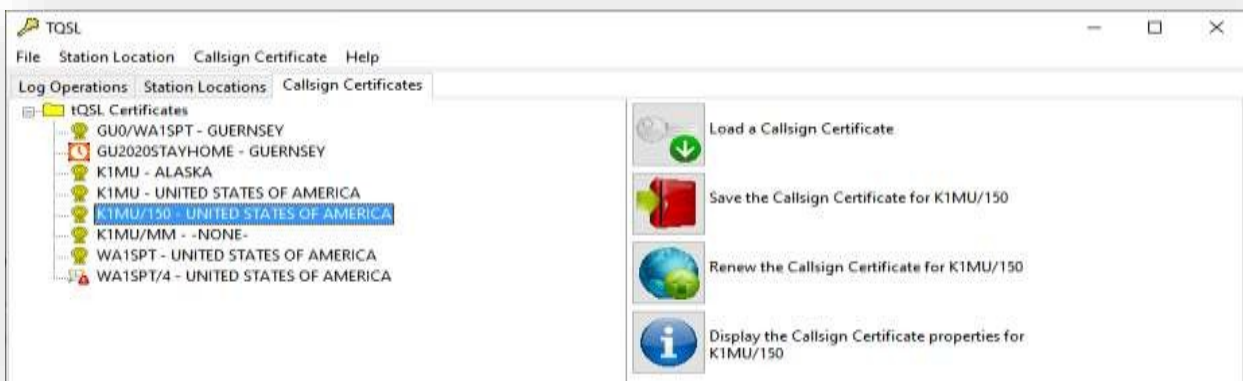 TQSL
File Station Location Callsign Certificate Help
Log Operations Station Locations Callsign Certificates
tQSL Certificates
GU0/WA1SPT - GUERNSEY
GU2020STAYHOME - GUERNSEY
K1MU - ALASKA
K1MU - UNITED STATES OF AMERICA
K1MU/150 - UNITED STATES OF AMERICA
K1MU/MM - -NONE-
WA1SPT - UNITED STATES OF AMERICA
WA1SPT/4 - UNITED STATES OF AMERICA
Load a Callsign Certificate
Save the Callsign Certificate for K1MU/150
Renew the Callsign Certificate for K1MU/150
Display the Callsign Certificate properties for
K1MU/150